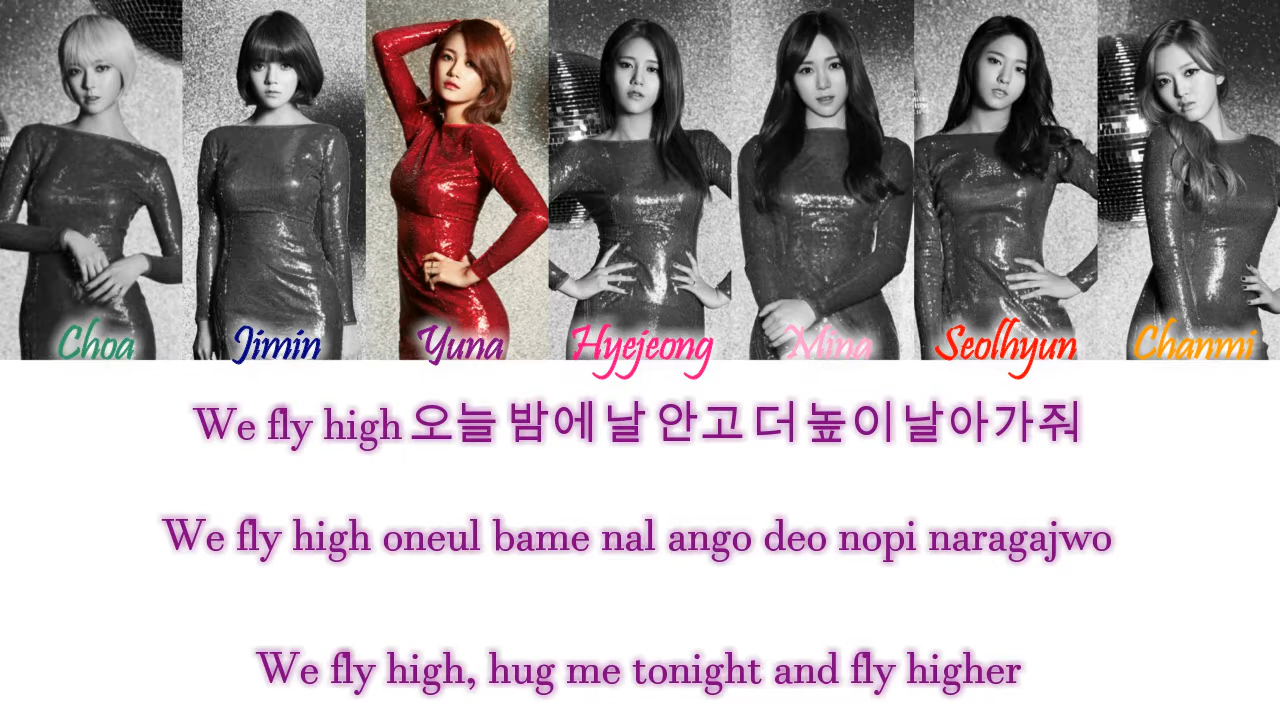 Choa Jimin Yuna Hyejeong Mina Seolhyun Chanmi
We fly high 오늘 밤에 날 안고 더 높이 날아가줘
We fly high oneul bame nal ango deo nopi naragajwo
We fly high, hug me tonight and fly higher